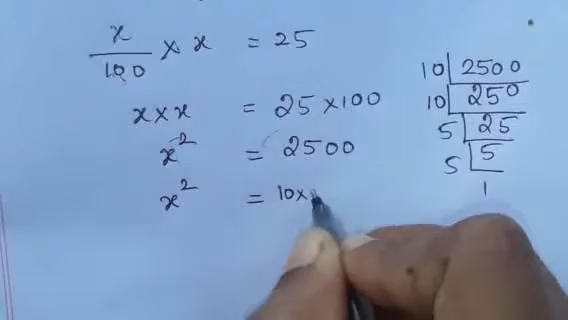 x/100 × x = 25
x × x = 25 × 100
x² = 2500
x² = 10×
10 | 2500
10 | 250
5 | 25
5 | 5
1